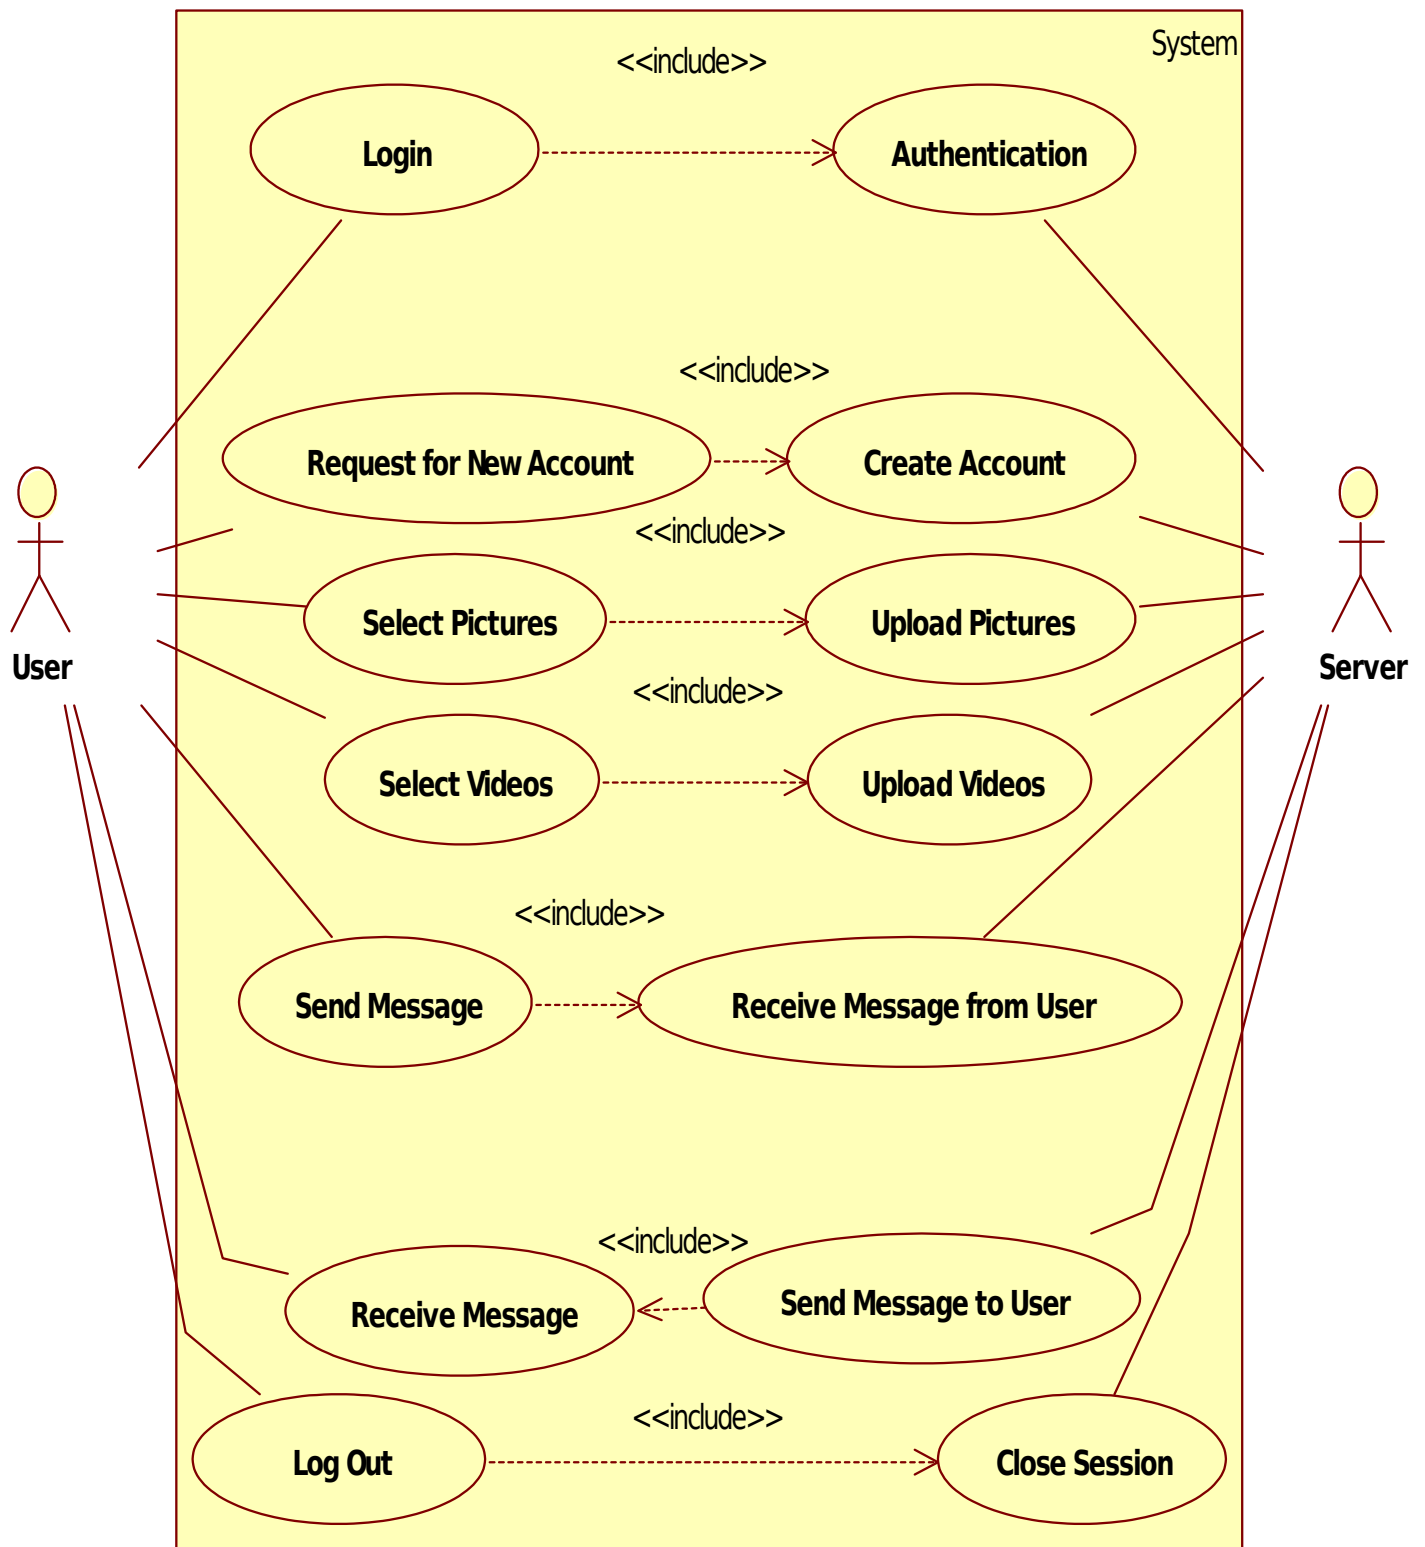 System
<<include>>
Login
Authentication
<<include>>
Request for New Account
Create Account
<<include>>
Select Pictures
Upload Pictures
User
Server
<<include>>
Select Videos
Upload Videos
<<include>>
Send Message
Receive Message from User
<<include>>
Receive Message
Send Message to User
<<include>>
Log Out
Close Session